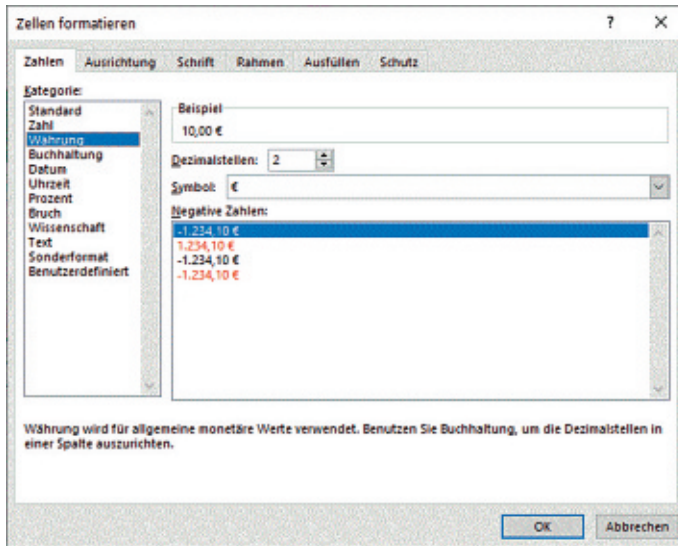 Zellen formatieren ? ×
Zahlen Ausrichtung Schrift Rahmen Ausfüllen Schutz
Kategorie:
Standard
Zahl
Währung
Buchhaltung
Datum
Uhrzeit
Prozent
Bruch
Wissenschaft
Text
Sonderformat
Benutzerdefiniert
Beispiel
10,00 €
Dezimalstellen: 2
Symbol: €
Negative Zahlen:
-1.234,10 €
1.234,10 €
-1.234,10 €
-1.234,10 €
Währung wird für allgemeine monetäre Werte verwendet. Benutzen Sie Buchhaltung, um die Dezimalstellen in
einer Spalte auszurichten.
OK Abbrechen